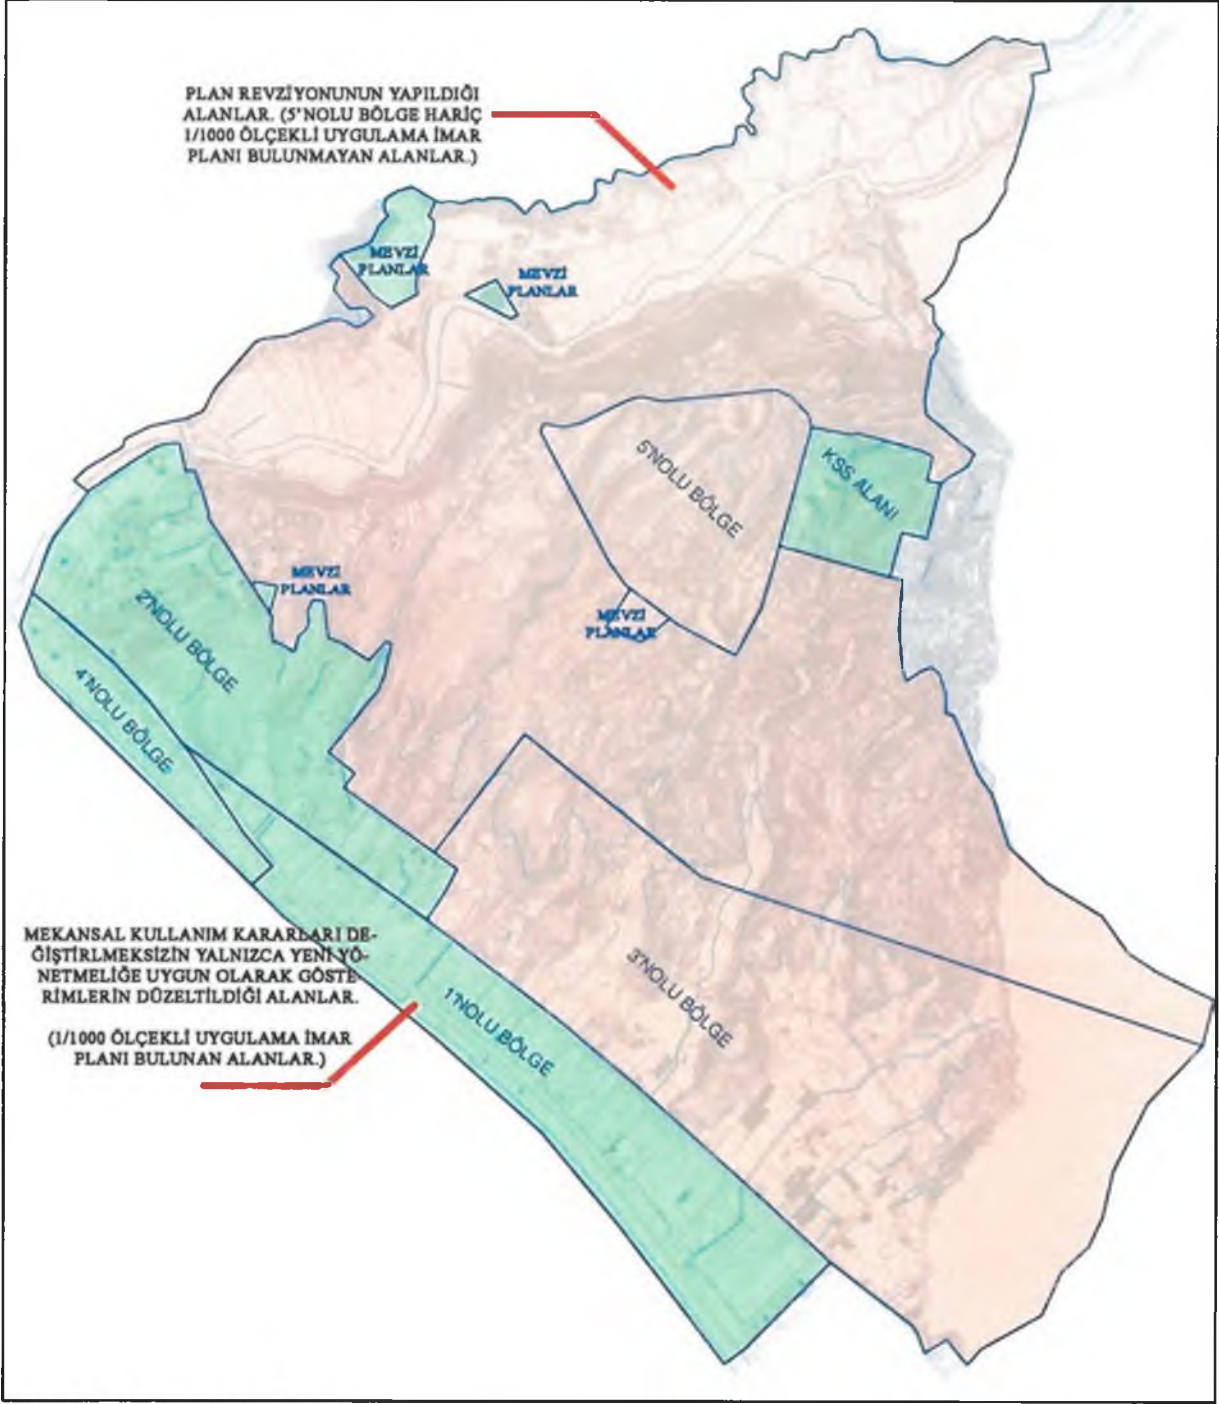 PLAN REVZİYONUNUN YAPILDIĞI
ALANLAR. (5'NOLU BÖLGE HARİÇ
1/1000 ÖLÇEKLİ UYGULAMA İMAR
PLANI BULUNMAYAN ALANLAR.)
MEVZİ
PLANLAR
MEVZİ
PLANLAR
5'NOLU BÖLGE
KSS ALANI
MEVZİ
PLANLAR
MEVZİ
PLANLAR
2'NOLU BÖLGE
4'NOLU BÖLGE
MEKANSAL KULLANIM KARARLARI DE-
ĞİŞTİRLMEKSİZİN YALNIZCA YENİ YÖ-
NETMELİĞE UYGUN OLARAK GÖSTE-
RİMLERİN DÜZELTİLDİĞİ ALANLAR.
(1/1000 ÖLÇEKLİ UYGULAMA İMAR
PLANI BULUNAN ALANLAR.)
3'NOLU BÖLGE
1'NOLU BÖLGE